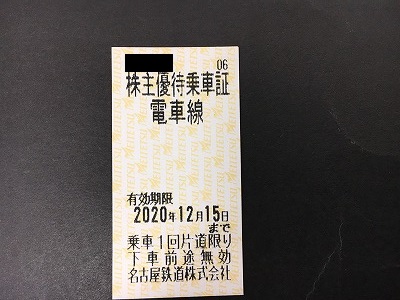 06
株主優待乗車証
電車線
有効期限
2020年12月15日
まで
乗車1回片道限り
下車前途無効
名古屋鉄道株式会社